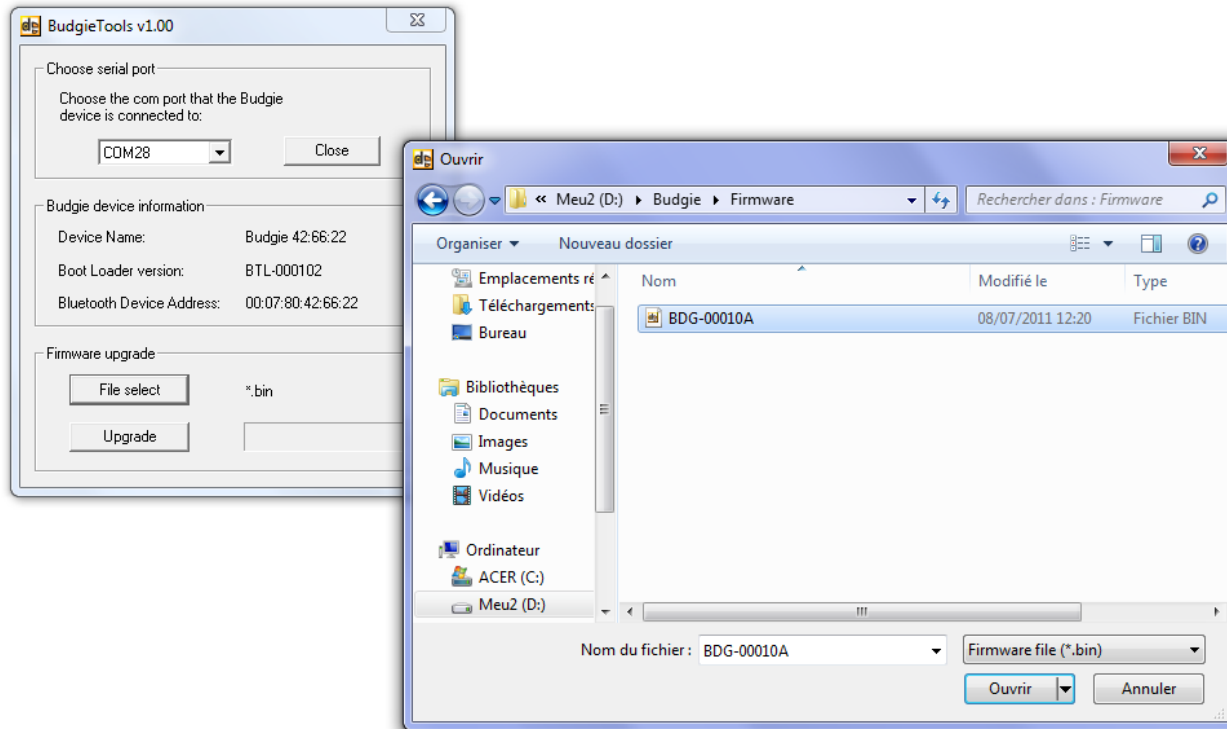 BudgieTools v1.00
Choose serial port
Choose the com port that the Budgie
device is connected to:
COM28
Close
Budgie device information
Device Name: Budgie 42:66:22
Boot Loader version: BTL-000102
Bluetooth Device Address: 00:07:80:42:66:22
Firmware upgrade
File select *.bin
Upgrade
Ouvrir
« Meu2 (D:) Budgie Firmware
Rechercher dans : Firmware
Organiser Nouveau dossier
Emplacements ré
Téléchargements
Bureau
Bibliothèques
Documents
Images
Musique
Vidéos
Ordinateur
ACER (C:)
Meu2 (D:)
Nom Modifié le Type
BDG-00010A 08/07/2011 12:20 Fichier BIN
Nom du fichier : BDG-00010A
Firmware file (*.bin)
Ouvrir Annuler